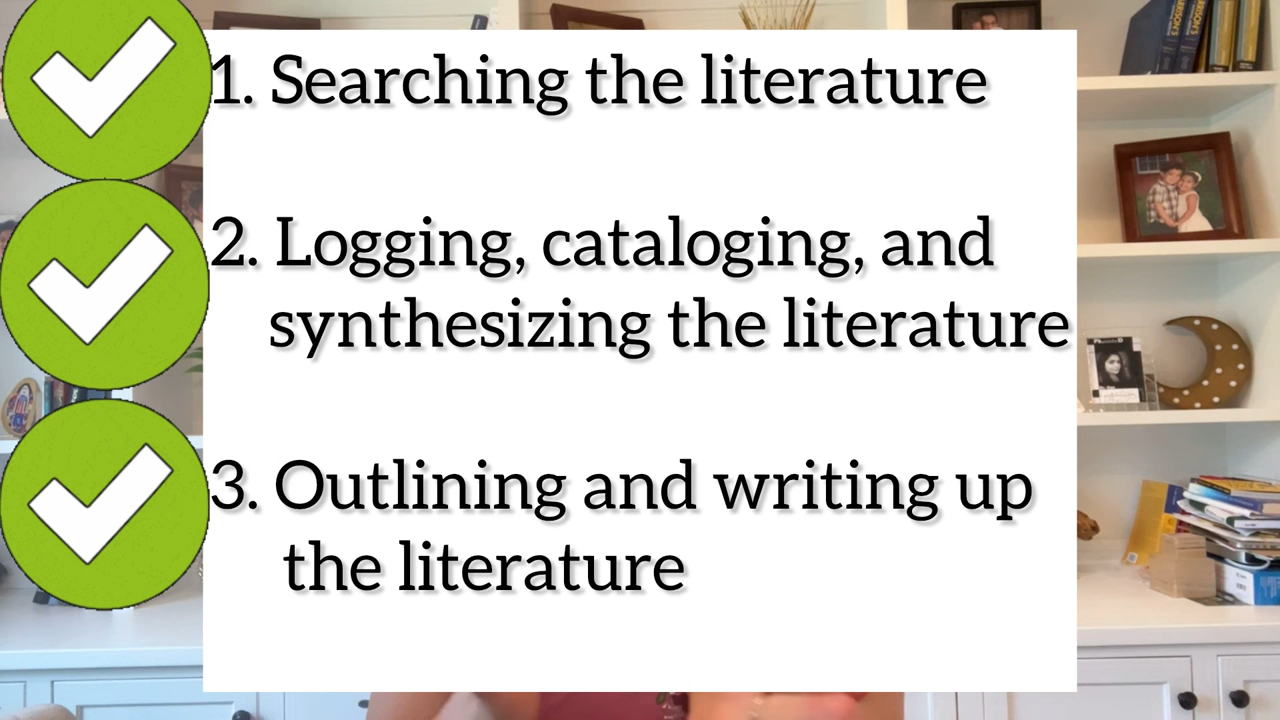 1. Searching the literature
2. Logging, cataloging, and
synthesizing the literature
3. Outlining and writing up
the literature